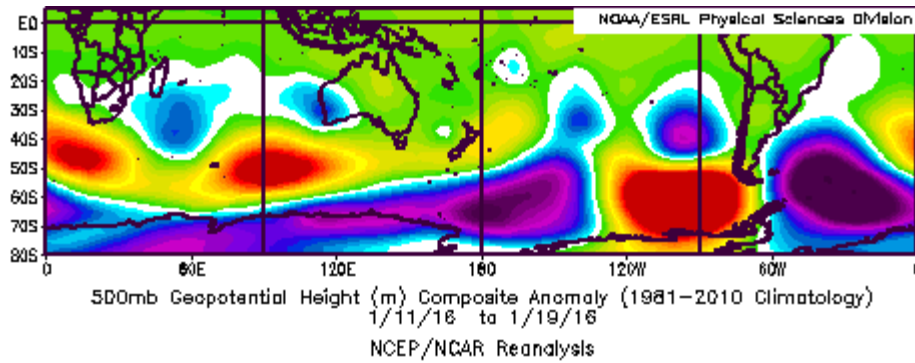 NOAA/ESRL Physical Sciences Division
EQ
10S
20S
30S
40S
50S
60S
70S
80S
0 60E 120E 180 120W 60W 0
500mb Geopotential Height (m) Composite Anomaly (1981-2010 Climatology)
1/11/16 to 1/19/16
NCEP/NCAR Reanalysis